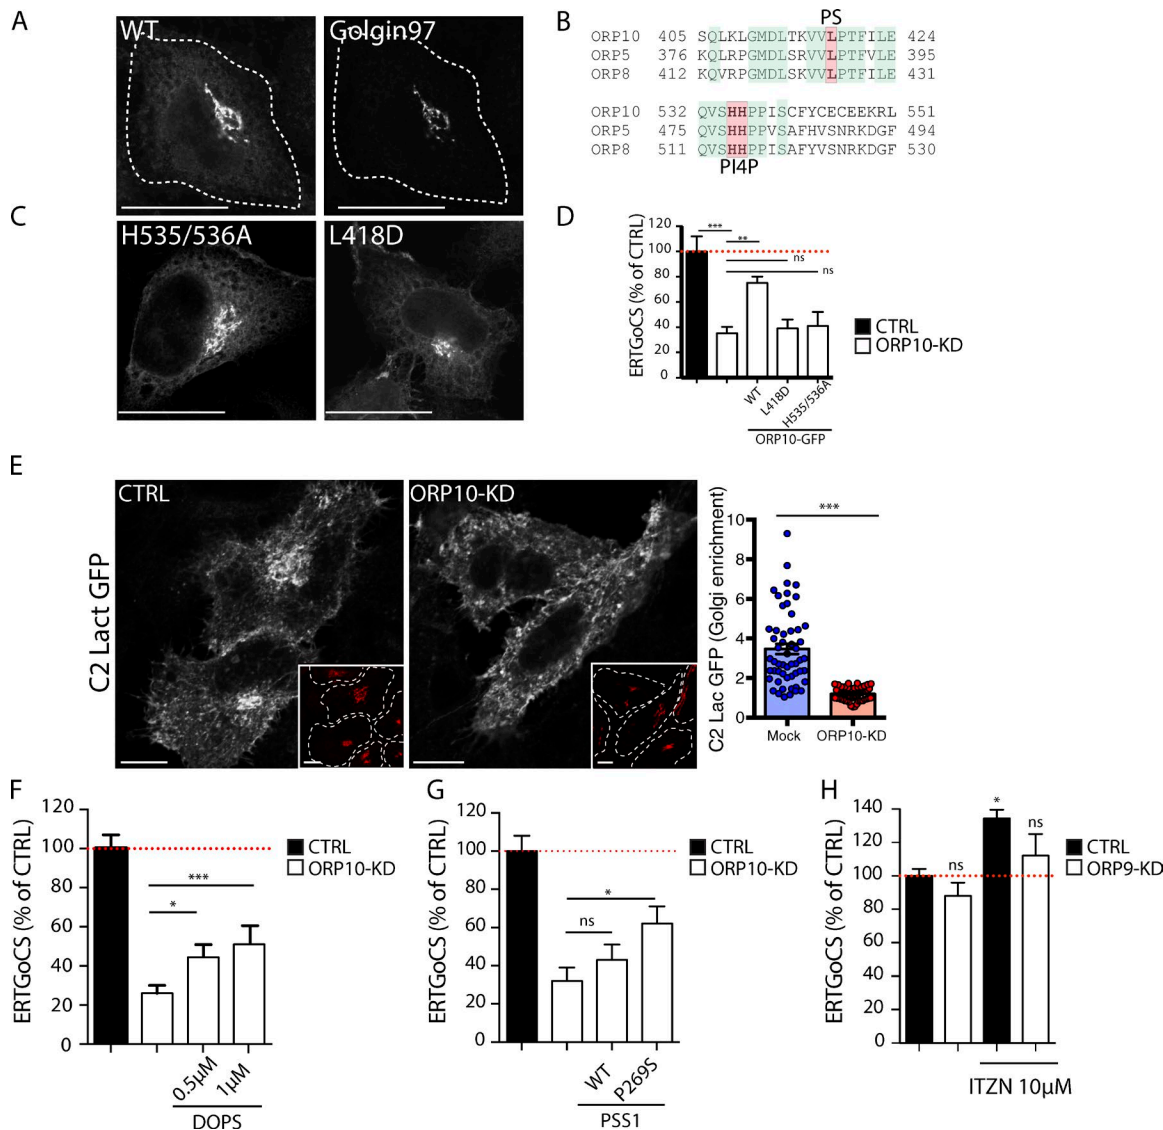 A
WT
Golgin97
B
PS
ORP10 405 SQLKLGMDLTKVVLPTFILE 424
ORP5 376 KQLRPGMDLSRVVLPTFVLE 395
ORP8 412 KQVRPGMDLSKVVLPTFILE 431
ORP10 532 QVSHHPPISCFYCECEEKRL 551
ORP5 475 QVSHHPPVSAFHVSNRKDGF 494
ORP8 511 QVSHHPPISAFYVSNRKDGF 530
PI4P
C
H535/536A
L418D
D
ERTGoCS (% of CTRL)
120
100
80
60
40
20
0
***
**
ns
ns
WT
L418D
H535/536A
ORP10-GFP
CTRL
ORP10-KD
E
C2 Lact GFP
CTRL
ORP10-KD
C2 Lac GFP (Golgi enrichment)
10
8
6
4
2
0
***
Mock
ORP10-KD
F
ERTGoCS (% of CTRL)
120
100
80
60
40
20
0
***
*
0.5µM
1µM
DOPS
CTRL
ORP10-KD
G
ERTGoCS (% of CTRL)
120
100
80
60
40
20
0
*
ns
WT
P269S
PSS1
CTRL
ORP10-KD
H
ERTGoCS (% of CTRL)
140
120
100
80
60
40
20
0
ns
*
ns
ITZN 10µM
CTRL
ORP9-KD